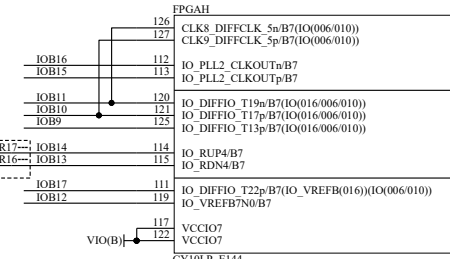 FPGAH
126 CLK8_DIFFCLK_5n/B7(IO(006/010))
127 CLK9_DIFFCLK_5p/B7(IO(006/010))
IOB16 112 IO_PLL2_CLKOUTn/B7
IOB15 113 IO_PLL2_CLKOUTp/B7
IOB11 120 IO_DIFFIO_T19n/B7(IO(016/006/010))
IOB10 121 IO_DIFFIO_T17p/B7(IO(016/006/010))
IOB9 125 IO_DIFFIO_T13p/B7(IO(016/006/010))
R17 IOB14 114 IO_RUP4/B7
R16 IOB13 115 IO_RDN4/B7
IOB17 111 IO_DIFFIO_T22p/B7(IO_VREFB(016))(IO(006/010))
IOB12 119 IO_VREFB7N0/B7
117 VCCIO7
VIO(B) 122 VCCIO7